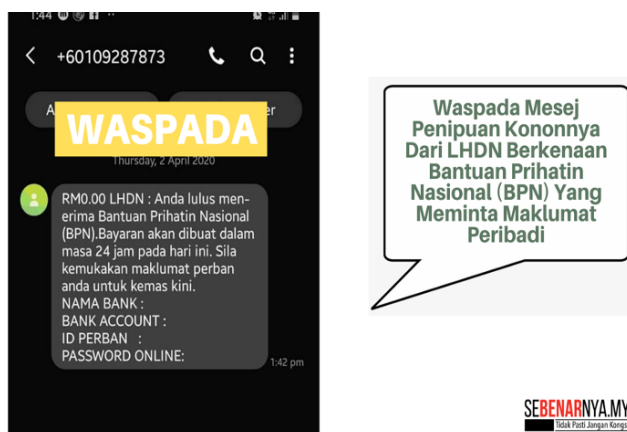 1:44
+60109287873
A
er
WASPADA
Thursday, 2 April 2020
RM0.00 LHDN : Anda lulus men-
erima Bantuan Prihatin Nasional
(BPN).Bayaran akan dibuat dalam
masa 24 jam pada hari ini. Sila
kemukakan maklumat perban
anda untuk kemas kini.
NAMA BANK :
BANK ACCOUNT :
ID PERBAN :
PASSWORD ONLINE:
1:42 pm
Waspada Mesej
Penipuan Kononnya
Dari LHDN Berkenaan
Bantuan Prihatin
Nasional (BPN) Yang
Meminta Maklumat
Peribadi
SEBENARNYA.MY
Tidak Pasti Jangan Kongsi